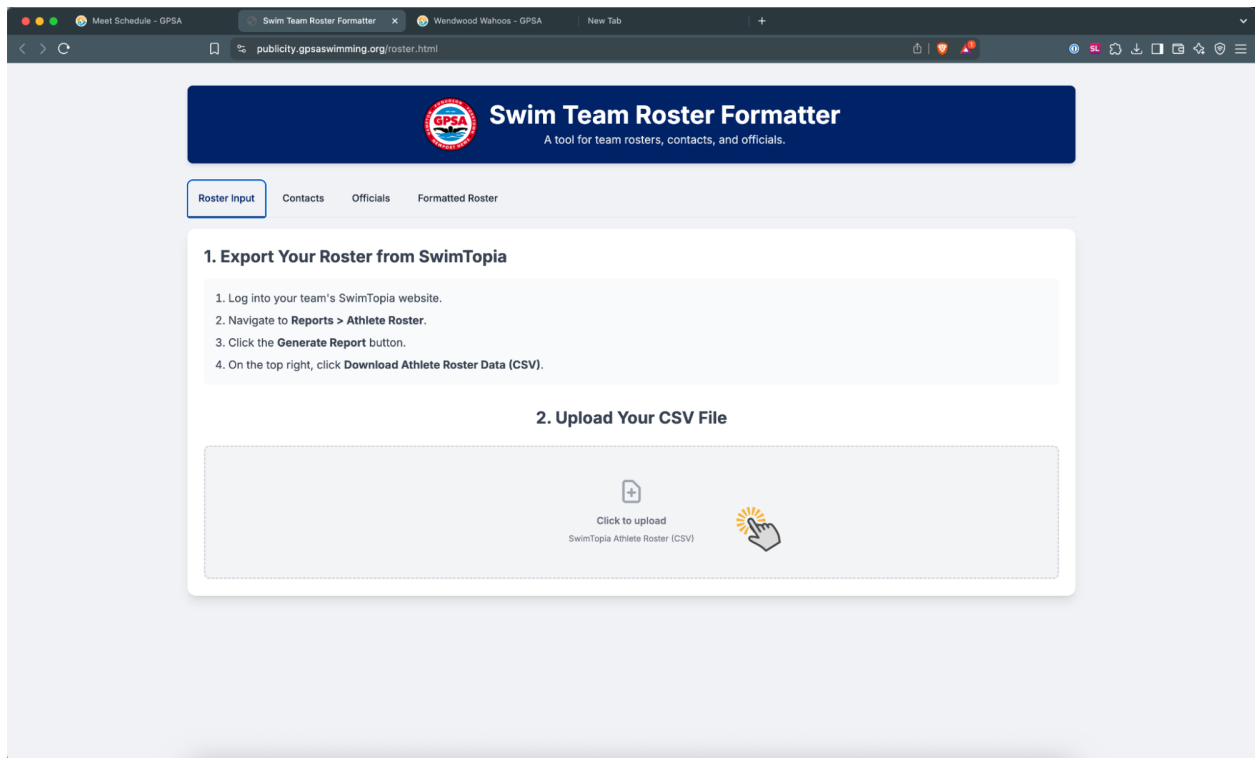 Meet Schedule - GPSA
Swim Team Roster Formatter
Wendwood Wahoos - GPSA
New Tab
publicity.gpsaswimming.org/roster.html
1
SL
GPSA
Swim Team Roster Formatter
A tool for team rosters, contacts, and officials.
Roster Input
Contacts
Officials
Formatted Roster
1. Export Your Roster from SwimTopia
1. Log into your team's SwimTopia website.
2. Navigate to Reports > Athlete Roster.
3. Click the Generate Report button.
4. On the top right, click Download Athlete Roster Data (CSV).
2. Upload Your CSV File
Click to upload
SwimTopia Athlete Roster (CSV)